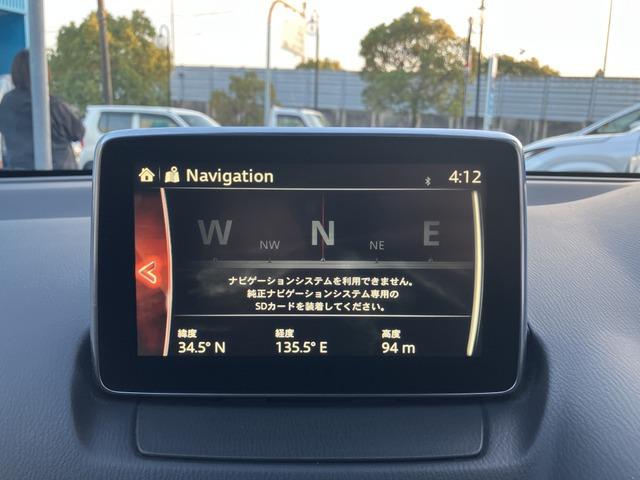 Navigation 4:12
W NW N NE E
ナビゲーションシステムを利用できません。
純正ナビゲーションシステム専用の
SDカードを装着してください。
緯度 経度 高度
34.5° N 135.5° E 94 m